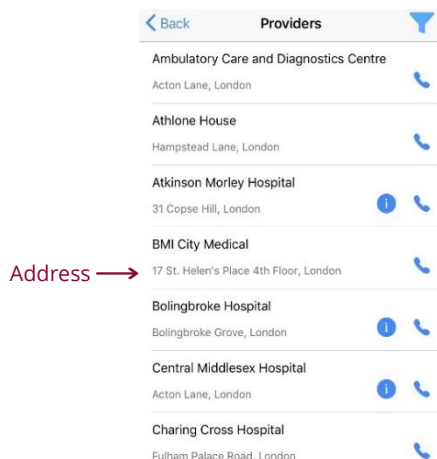 Back Providers
Ambulatory Care and Diagnostics Centre
Acton Lane, London
Athlone House
Hampstead Lane, London
Atkinson Morley Hospital
31 Copse Hill, London
BMI City Medical
Address 17 St. Helen's Place 4th Floor, London
Bolingbroke Hospital
Bolingbroke Grove, London
Central Middlesex Hospital
Acton Lane, London
Charing Cross Hospital
Fulham Palace Road, London